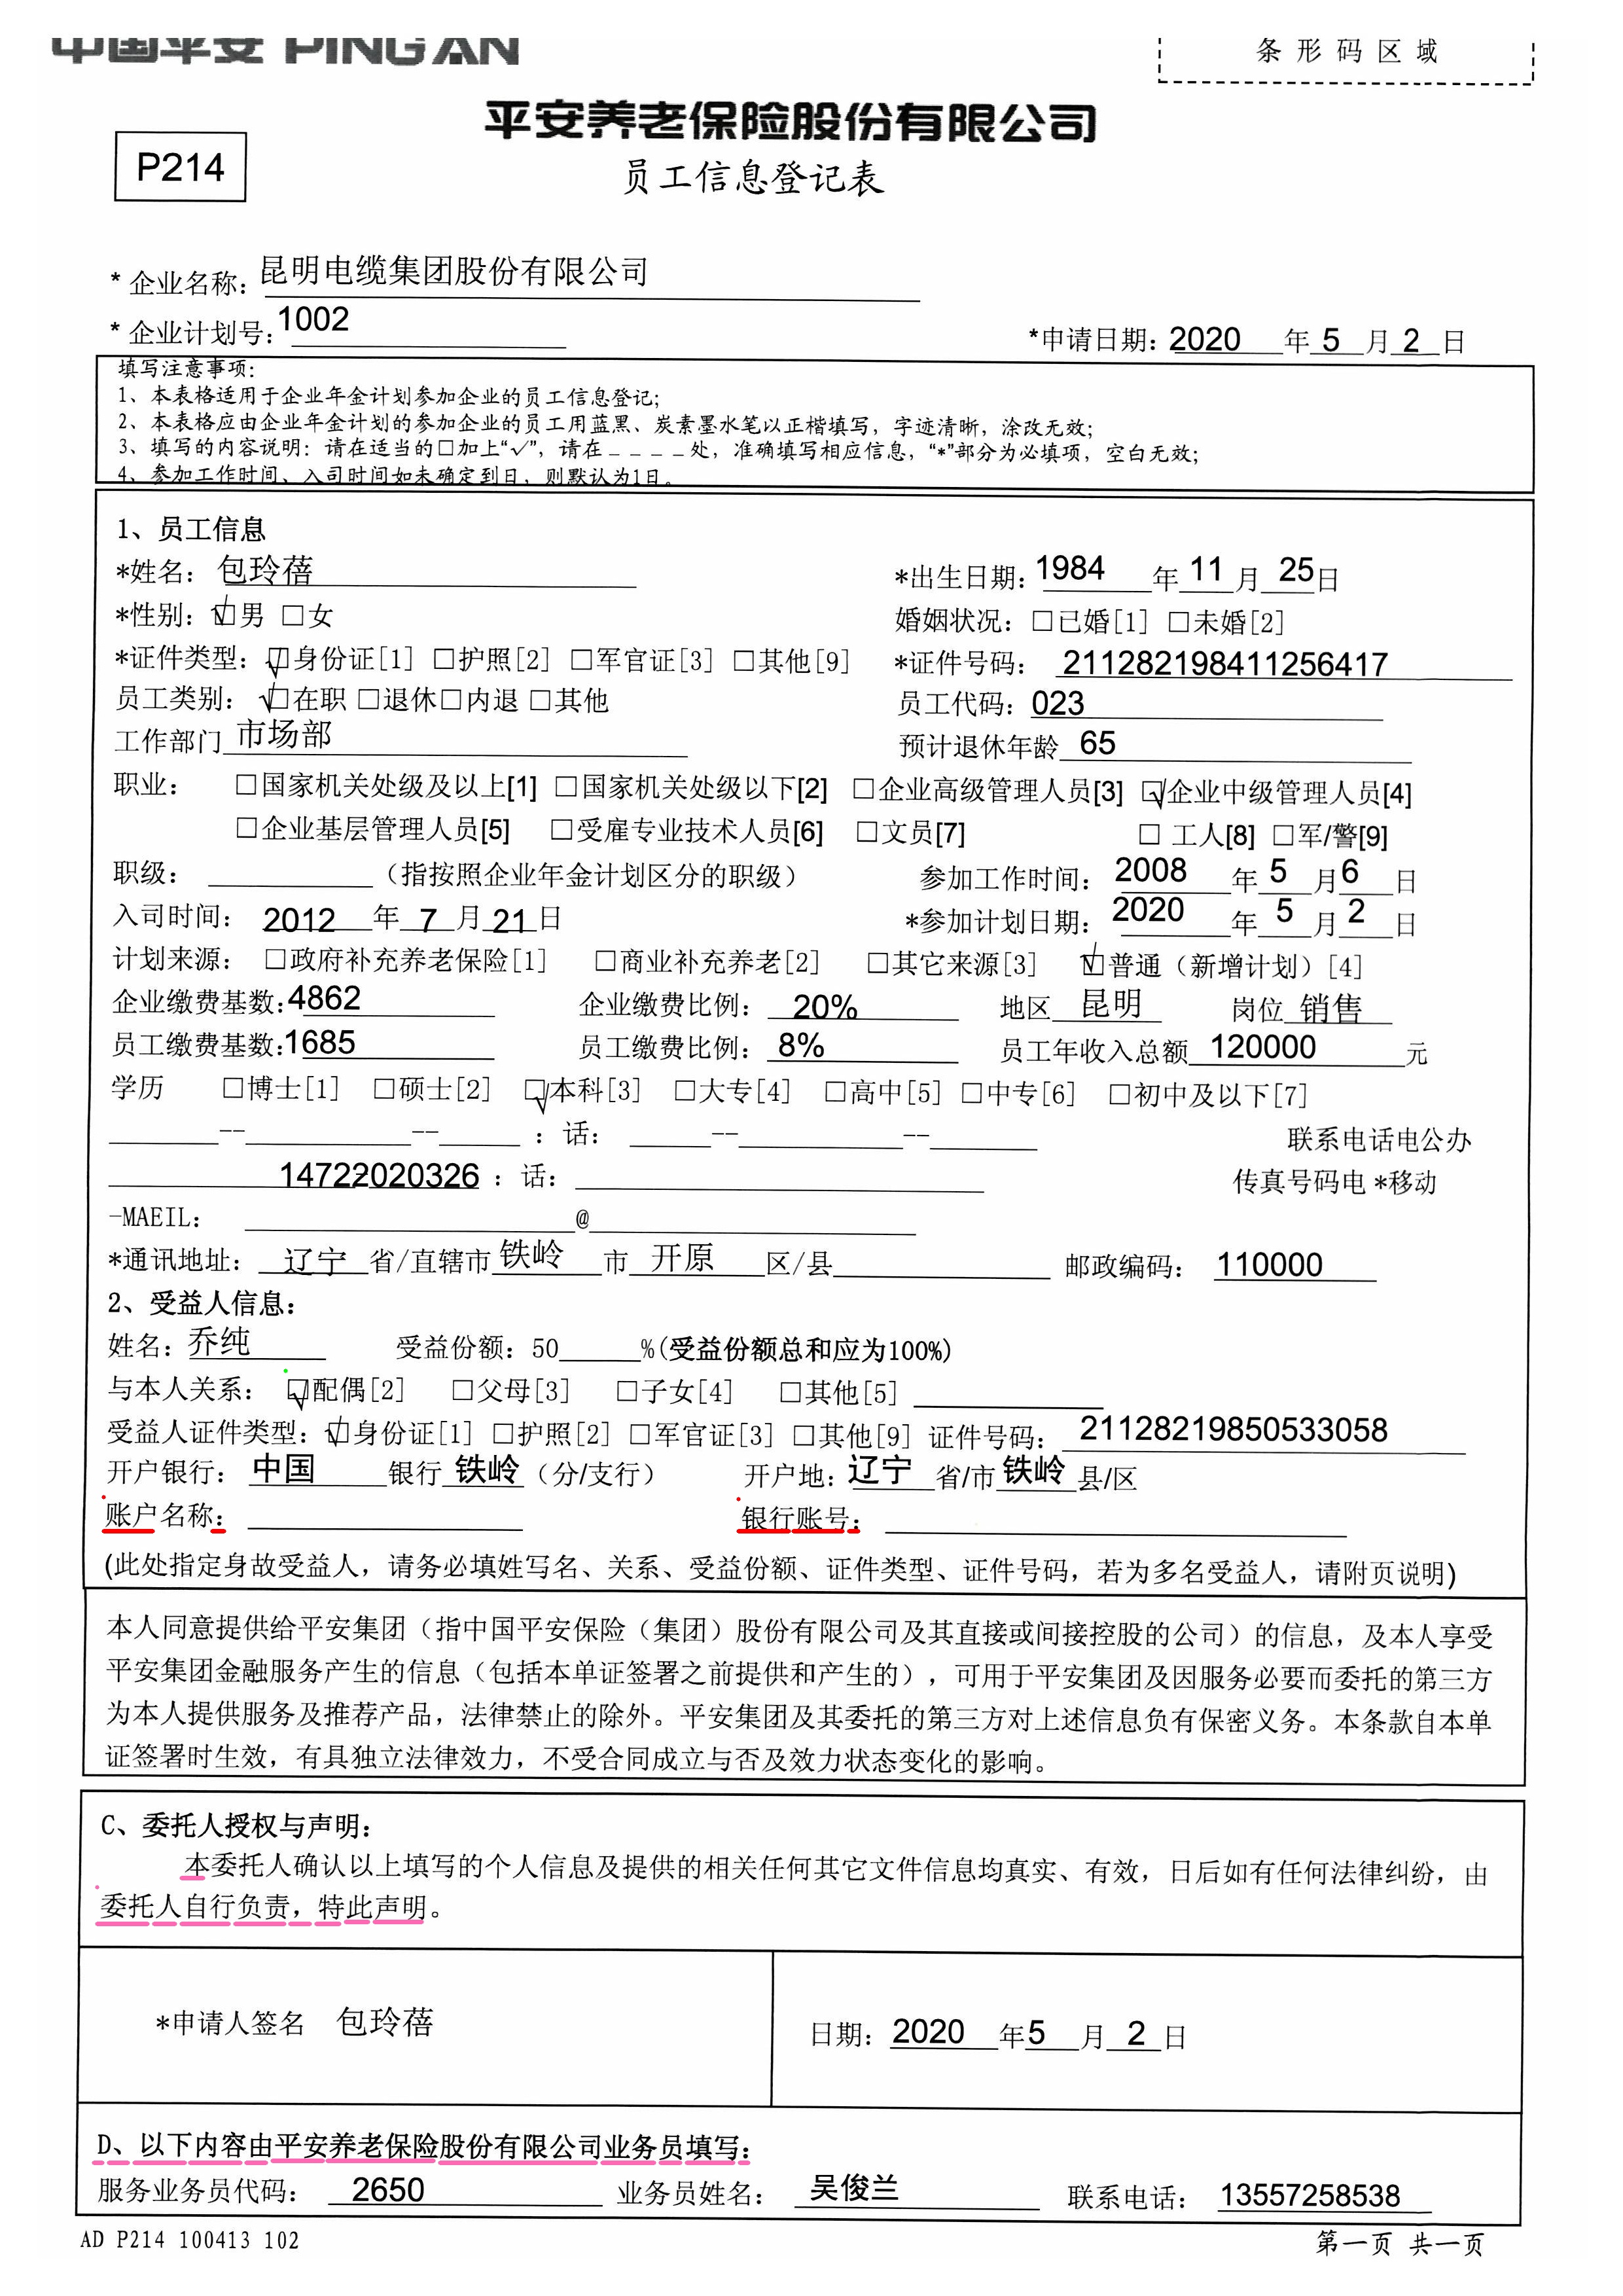 中国平安 PING AN
条形码区域
平安养老保险股份有限公司
P214
员工信息登记表
* 企业名称：昆明电缆集团股份有限公司
* 企业计划号：1002 *申请日期：2020 年 5 月 2 日
填写注意事项：
1、本表格适用于企业年金计划参加企业的员工信息登记；
2、本表格应由企业年金计划的参加企业的员工用蓝黑、炭素墨水笔以正楷填写，字迹清晰，涂改无效；
3、填写的内容说明：请在适当的□加上“√”，请在____处，准确填写相应信息，“*”部分为必填项，空白无效；
4、参加工作时间、入司时间如未确定到日，则默认为1日。
1、员工信息
*姓名：包玲蓓 *出生日期：1984 年 11 月 25日
*性别：☑男 □女 婚姻状况：□已婚[1] □未婚[2]
*证件类型：☑身份证[1] □护照[2] □军官证[3] □其他[9] *证件号码：211282198411256417
员工类别：☑在职 □退休□内退 □其他 员工代码：023
工作部门 市场部 预计退休年龄 65
职业： □国家机关处级及以上[1] □国家机关处级以下[2] □企业高级管理人员[3] ☑企业中级管理人员[4]
□企业基层管理人员[5] □受雇专业技术人员[6] □文员[7] □ 工人[8] □军/警[9]
职级：______（指按照企业年金计划区分的职级） 参加工作时间：2008 年 5 月6 日
入司时间：2012 年 7 月 21 日 *参加计划日期：2020 年 5 月 2 日
计划来源：□政府补充养老保险[1] □商业补充养老[2] □其它来源[3] ☑普通（新增计划）[4]
企业缴费基数:4862 企业缴费比例：20% 地区 昆明 岗位 销售
员工缴费基数:1685 员工缴费比例：8% 员工年收入总额 120000 元
学历 □博士[1] □硕士[2] ☑本科[3] □大专[4] □高中[5] □中专[6] □初中及以下[7]
____--______--____ ：话：____--______--____ 联系电话电公办
14722020326 ：话：____________ 传真号码电 *移动
-MAEIL：____________@____________
*通讯地址：辽宁 省/直辖市 铁岭 市 开原 区/县________ 邮政编码：110000
2、受益人信息：
姓名：乔纯 受益份额：50____%(受益份额总和应为100%)
与本人关系：☑配偶[2] □父母[3] □子女[4] □其他[5]________
受益人证件类型：☑身份证[1] □护照[2] □军官证[3] □其他[9] 证件号码：21128219850533058
开户银行：中国 银行 铁岭（分/支行） 开户地：辽宁 省/市 铁岭 县/区
账户名称：____________ 银行账号：____________
(此处指定身故受益人，请务必填姓写名、关系、受益份额、证件类型、证件号码，若为多名受益人，请附页说明)
本人同意提供给平安集团（指中国平安保险（集团）股份有限公司及其直接或间接控股的公司）的信息，及本人享受
平安集团金融服务产生的信息（包括本单证签署之前提供和产生的），可用于平安集团及因服务必要而委托的第三方
为本人提供服务及推荐产品，法律禁止的除外。平安集团及其委托的第三方对上述信息负有保密义务。本条款自本单
证签署时生效，有具独立法律效力，不受合同成立与否及效力状态变化的影响。
C、委托人授权与声明：
本委托人确认以上填写的个人信息及提供的相关任何其它文件信息均真实、有效，日后如有任何法律纠纷，由
委托人自行负责，特此声明。
*申请人签名 包玲蓓 日期：2020 年5 月 2 日
D、以下内容由平安养老保险股份有限公司业务员填写：
服务业务员代码：2650 业务员姓名：吴俊兰 联系电话：13557258538
AD P214 100413 102 第一页 共一页